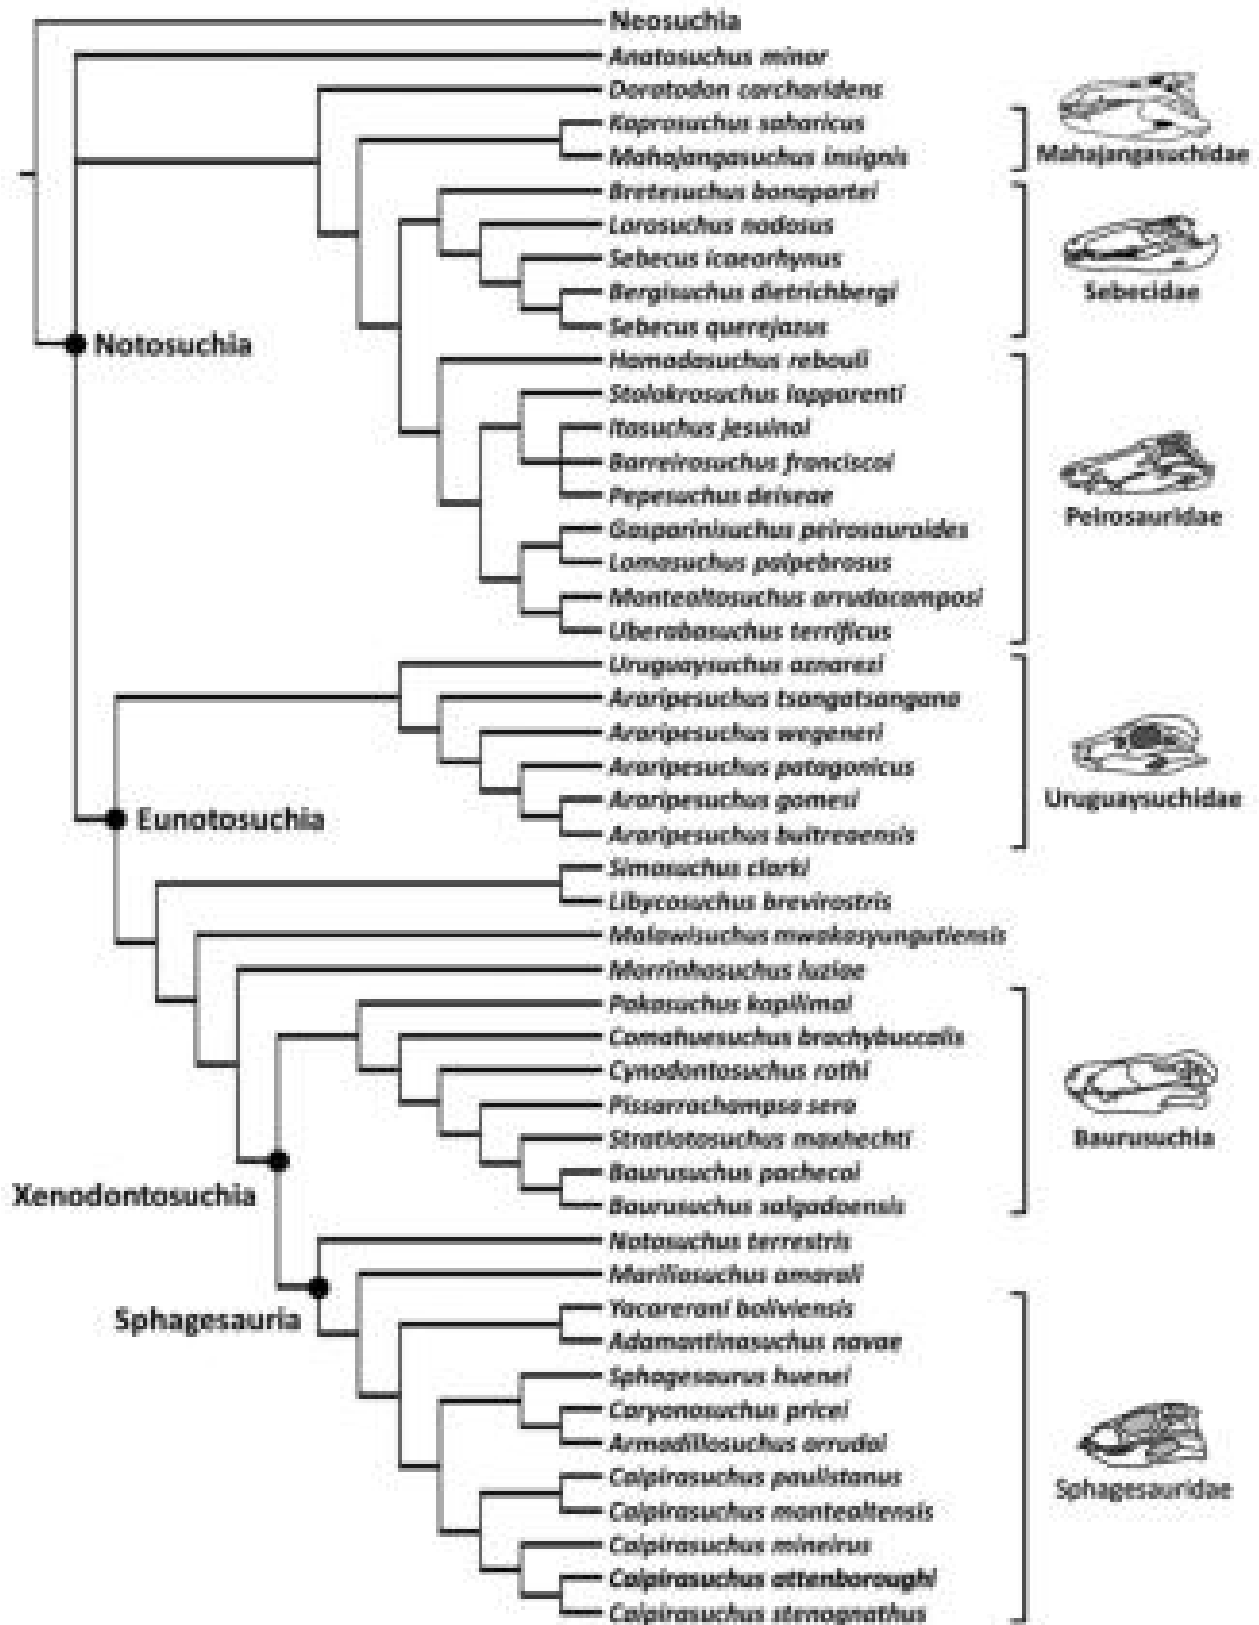 Neosuchia
Anatosuchus minor
Doratodon carcharidens
Kaprosuchus saharicus
Mahajangasuchus insignis
Mahajangasuchidae
Bretesuchus bonapartei
Lorosuchus nodosus
Sebecus icaeorhynus
Bergisuchus dietrichbergi
Sebecus querejazus
Sebecidae
Notosuchia
Hamadasuchus rebouli
Stolokrosuchus lapparenti
Itasuchus jesuinoi
Barreirosuchus franciscoi
Pepesuchus deiseae
Gasparinisuchus peirosauroides
Lomasuchus palpebrosus
Montealtosuchus arrudacamposi
Uberabasuchus terrificus
Peirosauridae
Uruguaysuchus aznarezi
Araripesuchus tsangatsangana
Araripesuchus wegeneri
Araripesuchus patagonicus
Araripesuchus gomesi
Araripesuchus buitreaensis
Uruguaysuchidae
Eunotosuchia
Simosuchus clarki
Libycosuchus brevirostris
Malawisuchus mwakasyungutiensis
Morrinhosuchus luziae
Pakasuchus kapilimai
Comahuesuchus brachybuccalis
Cynodontosuchus rothi
Pissarrachampsa sera
Stratiotosuchus maxhechti
Baurusuchus pachecoi
Baurusuchus salgadoensis
Baurusuchia
Xenodontosuchia
Notosuchus terrestris
Mariliasuchus amarali
Sphagesauria
Yacarerani boliviensis
Adamantinasuchus navae
Sphagesaurus huenei
Caryonosuchus pricei
Armadillosuchus arrudai
Caipirasuchus paulistanus
Caipirasuchus montealtensis
Caipirasuchus mineirus
Caipirasuchus attenboroughi
Caipirasuchus stenognathus
Sphagesauridae